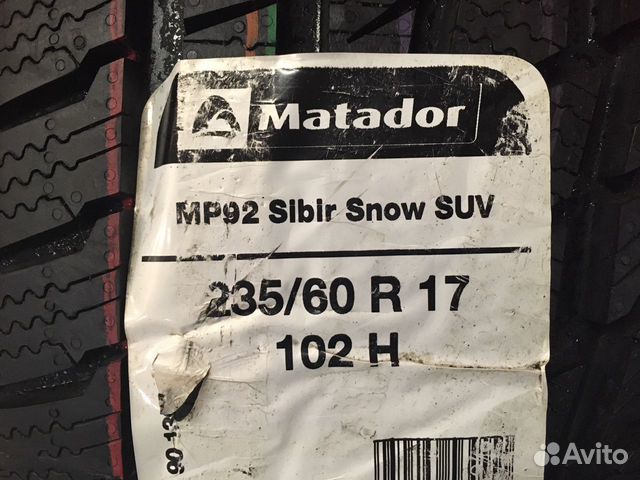 Matador
MP92 Sibir Snow SUV
235/60 R 17
102 H
Avito